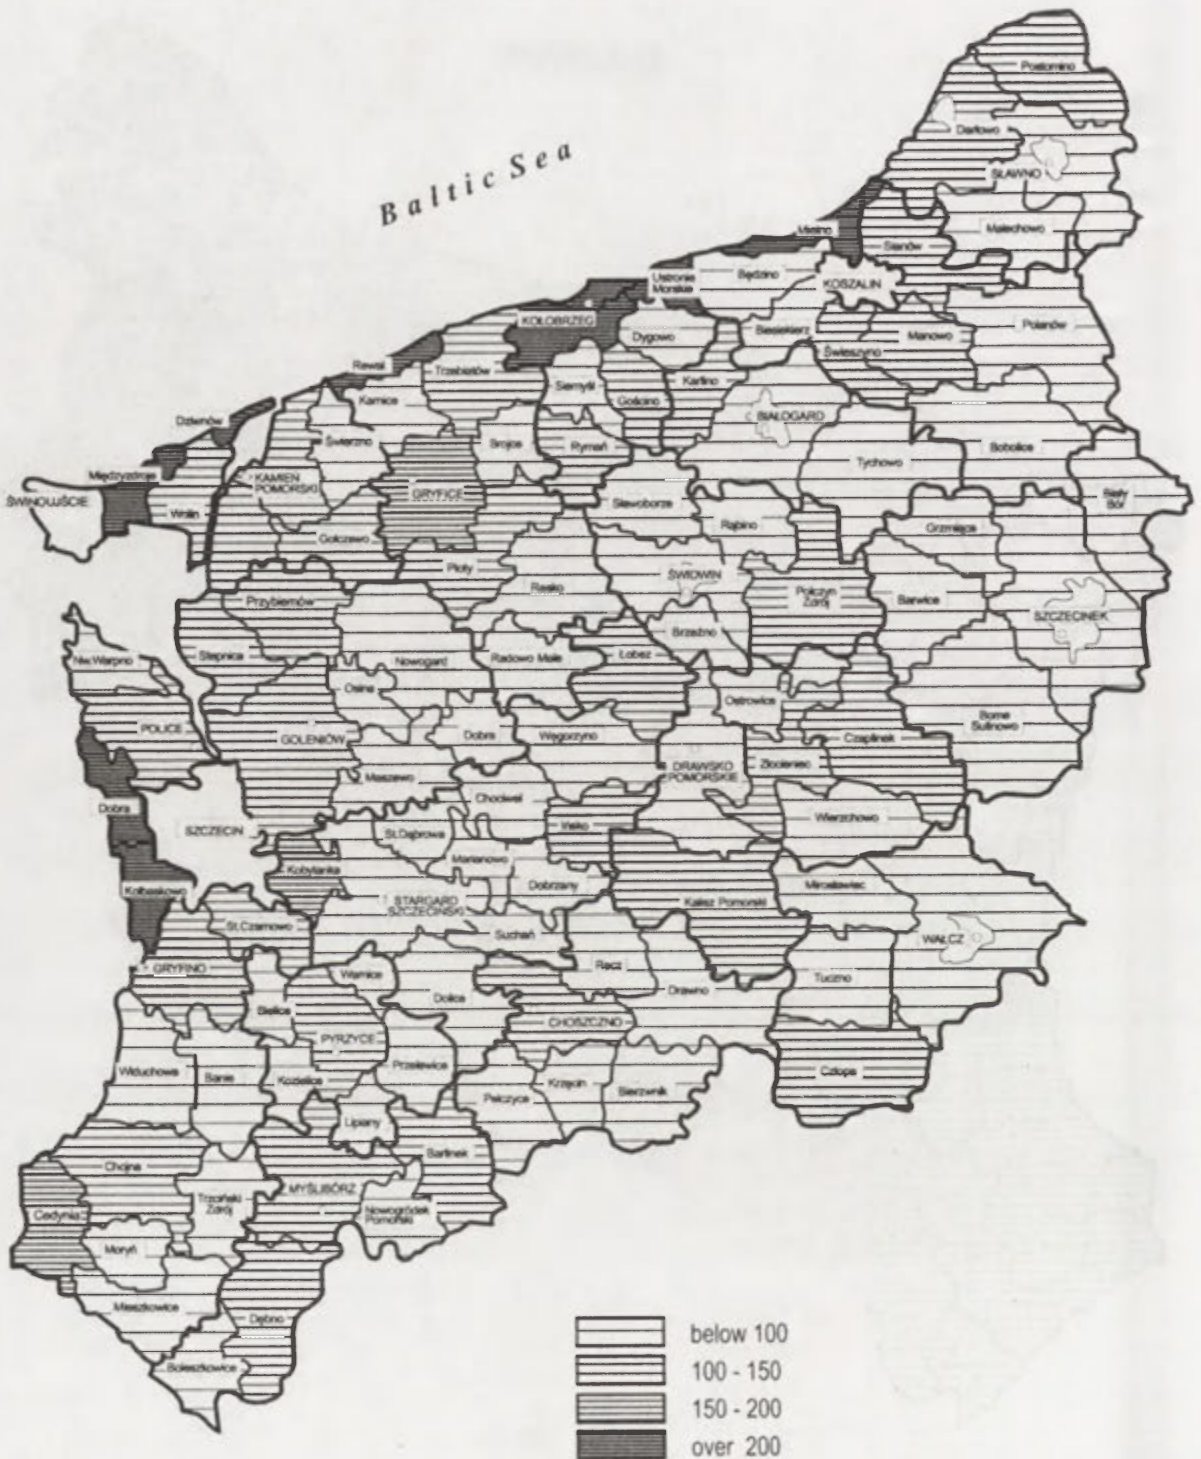 Postomino
Darłowo
SŁAWNO
Baltic Sea
Malechowo
Mielno
Sianów
Ustronie
Morskie
Będzino
KOSZALIN
KOŁOBRZEG
Dygowo
Biesiekierz
Świeszyno
Manowo
Polanów
Rewal
Trzebiatów
Karnice
Siemyśl
Gościno
Karlino
Dziwnów
Świerzno
Brojce
Rymań
BIAŁOGARD
Tychowo
Bobolice
Międzyzdroje
ŚWINOUJŚCIE
Wolin
KAMIEŃ
POMORSKI
GRYFICE
Sławoborze
Rąbino
Grzmiąca
Biały
Bór
Golczewo
Płoty
Resko
ŚWIDWIN
Połczyn
Zdrój
Barwice
SZCZECINEK
Przybiernów
Brzeżno
Nw.Warpno
Stepnica
Nowogard
Radowo Małe
Łobez
Osina
Ostrowice
Borne
Sulinowo
POLICE
GOLENIÓW
Dobra
Węgorzyno
Czaplinek
Maszewo
DRAWSKO
POMORSKIE
Złocieniec
Dobra
Chociwel
SZCZECIN
St.Dąbrowa
Ińsko
Wierzchowo
Marianowo
Kobylanka
Dobrzany
Mirosławiec
Kołbaskowo
STARGARD
SZCZECIŃSKI
Kalisz Pomorski
St.Czarnowo
Suchań
WAŁCZ
GRYFINO
Warnice
Recz
Tuczno
Dolice
Drawno
Bielice
CHOSZCZNO
PYRZYCE
Widuchowa
Banie
Kozielice
Przelewice
Człopa
Pełczyce
Krzęcin
Bierzwnik
Lipiany
Barlinek
Chojna
MYŚLIBÓRZ
Trzcińsko
Zdrój
Cedynia
Nowogródek
Pomorski
Moryń
Mieszkowice
Dębno
Boleszkowice
below 100
100 - 150
150 - 200
over 200